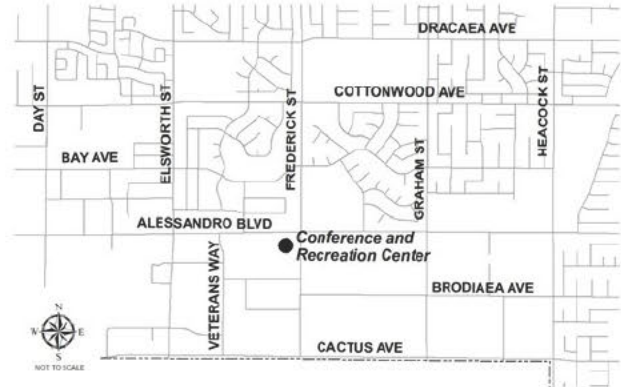 DRACAEA AVE
COTTONWOOD AVE
DAY ST
ELSWORTH ST
FREDERICK ST
GRAHAM ST
HEACOCK ST
BAY AVE
ALESSANDRO BLVD
Conference and
Recreation Center
VETERANS WAY
BRODIAEA AVE
CACTUS AVE
N
W
E
S
NOT TO SCALE